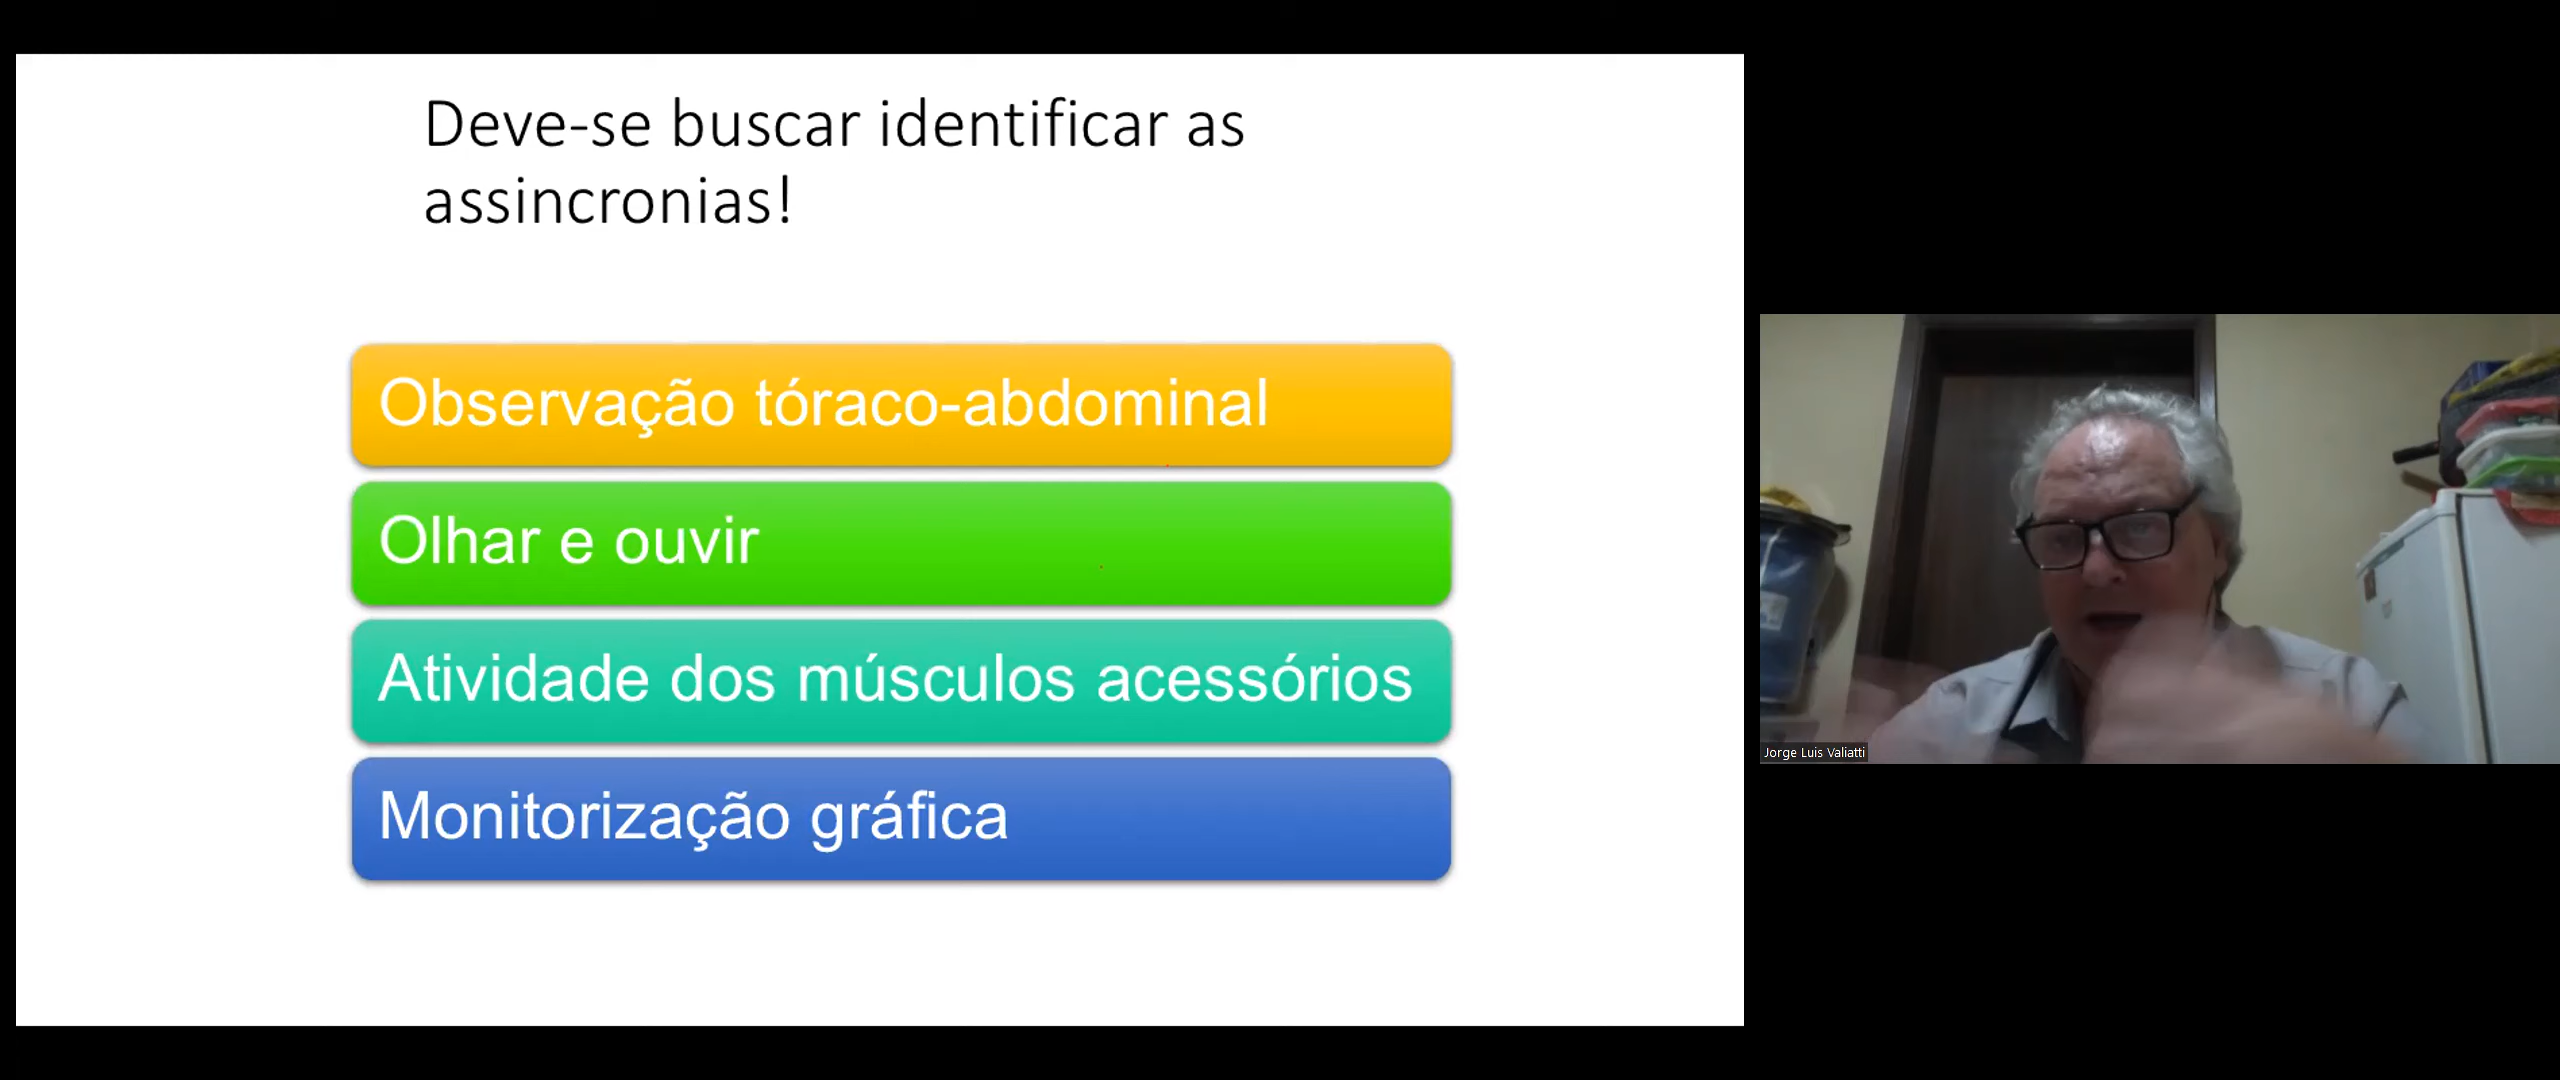 Deve-se buscar identificar as
assincronias!
Observação tóraco-abdominal
Olhar e ouvir
Atividade dos músculos acessórios
Monitorização gráfica
Jorge Luis Valiatti